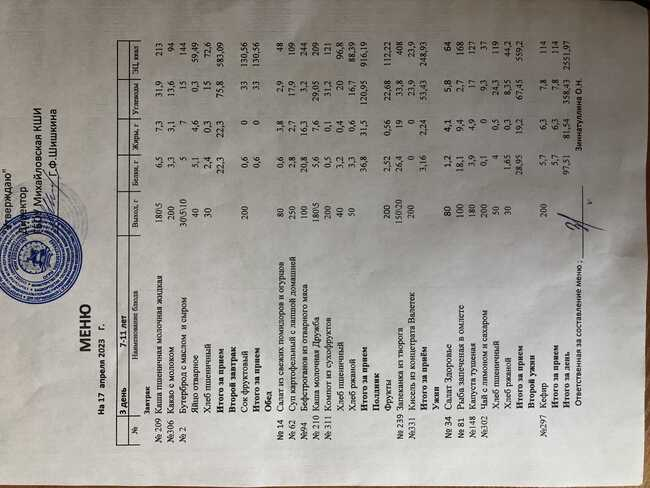 "Утверждаю"
Директор
ГБОУ Михайловская КШИ
Г.Ф.Шишкина
МЕНЮ
На 17 апреля 2023 г.
3 день 7-11 лет
№ Наименование блюда Выход, г Белки, г Жиры, г Углеводы ЭЦ, ккал
Завтрак
№ 209 Каша пшеничная молочная жидкая 180\5 6,5 7,3 31,9 213
№306 Какао с молоком 200 3,3 3,1 13,6 94
№ 2 Бутерброд с маслом и сыром 30\5\10 5 7 15 144
Яйцо отварное 40 5,1 4,6 0,3 59,49
Хлеб пшеничный 30 2,4 0,3 15 72,6
Итого за прием 22,3 22,3 75,8 583,09
Второй завтрак
Сок фруктовый 200 0,6 0 33 130,56
Итого за прием 0,6 0 33 130,56
Обед
№ 14 Салат из свежих помидоров и огурцов 80 0,6 3,8 2,9 48
№ 62 Суп картофельный с лапшой домашней 250 2,8 2,7 17,9 109
№94 Бефстроганов из отварного мяса 100 20,8 16,3 3,2 244
№ 210 Каша молочная Дружба 180\5 5,6 7,6 29,05 209
№ 311 Компот из сухофруктов 200 0,5 0,1 31,2 121
Хлеб пшеничный 40 3,2 0,4 20 96,8
Хлеб ржаной 50 3,3 0,6 16,7 88,39
Итого за прием 36,8 31,5 120,95 916,19
Полдник
Фрукты 200 2,52 0,56 22,68 112,22
№ 239 Запеканка из творога 150\20 26,4 19 33,8 408
№331 Кисель из концетрата Валетек 200 0 0 23,9 23,9
Итого за приём 3,16 2,24 53,43 248,93
Ужин
№ 34 Салат Здоровье 80 1,2 4,1 5,8 64
№ 81 Рыба запеченая в омлете 100 18,1 9,4 2,7 168
№148 Капуста тушеная 180 3,9 4,9 17 127
№302 Чай с лимоном и сахаром 200 0,1 0 9,3 37
Хлеб пшеничный 50 4 0,5 24,3 119
Хлеб ржаной 30 1,65 0,3 8,35 44,2
Итого за прием 28,95 19,2 67,45 559,2
Второй ужин
№297 Кефир 200 5,7 6,3 7,8 114
Итого за прием 5,7 6,3 7,8 114
Итого за день 97,51 81,54 358,43 2551,97
Ответственная за составление меню : Зиннатуллина О.Н.